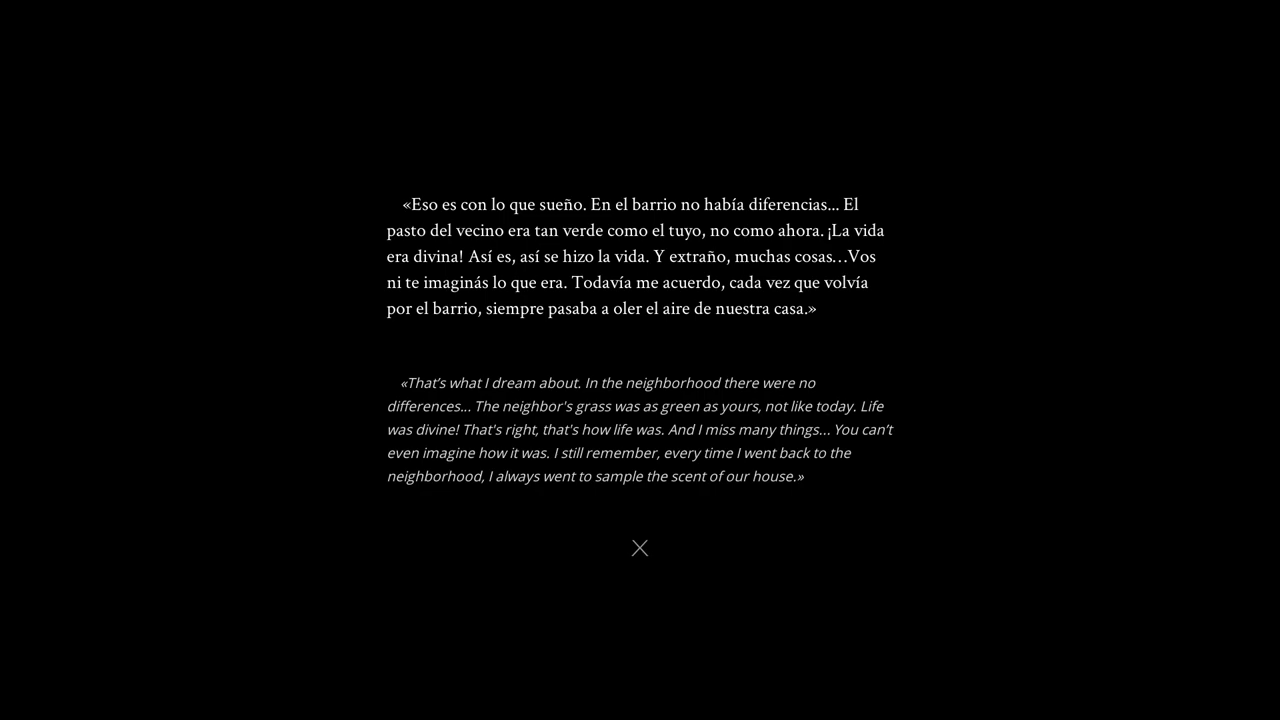 «Eso es con lo que sueño. En el barrio no había diferencias... El
pasto del vecino era tan verde como el tuyo, no como ahora. ¡La vida
era divina! Así es, así se hizo la vida. Y extraño, muchas cosas…Vos
ni te imaginás lo que era. Todavía me acuerdo, cada vez que volvía
por el barrio, siempre pasaba a oler el aire de nuestra casa.»
«That’s what I dream about. In the neighborhood there were no
differences... The neighbor's grass was as green as yours, not like today. Life
was divine! That's right, that's how life was. And I miss many things... You can’t
even imagine how it was. I still remember, every time I went back to the
neighborhood, I always went to sample the scent of our house.»